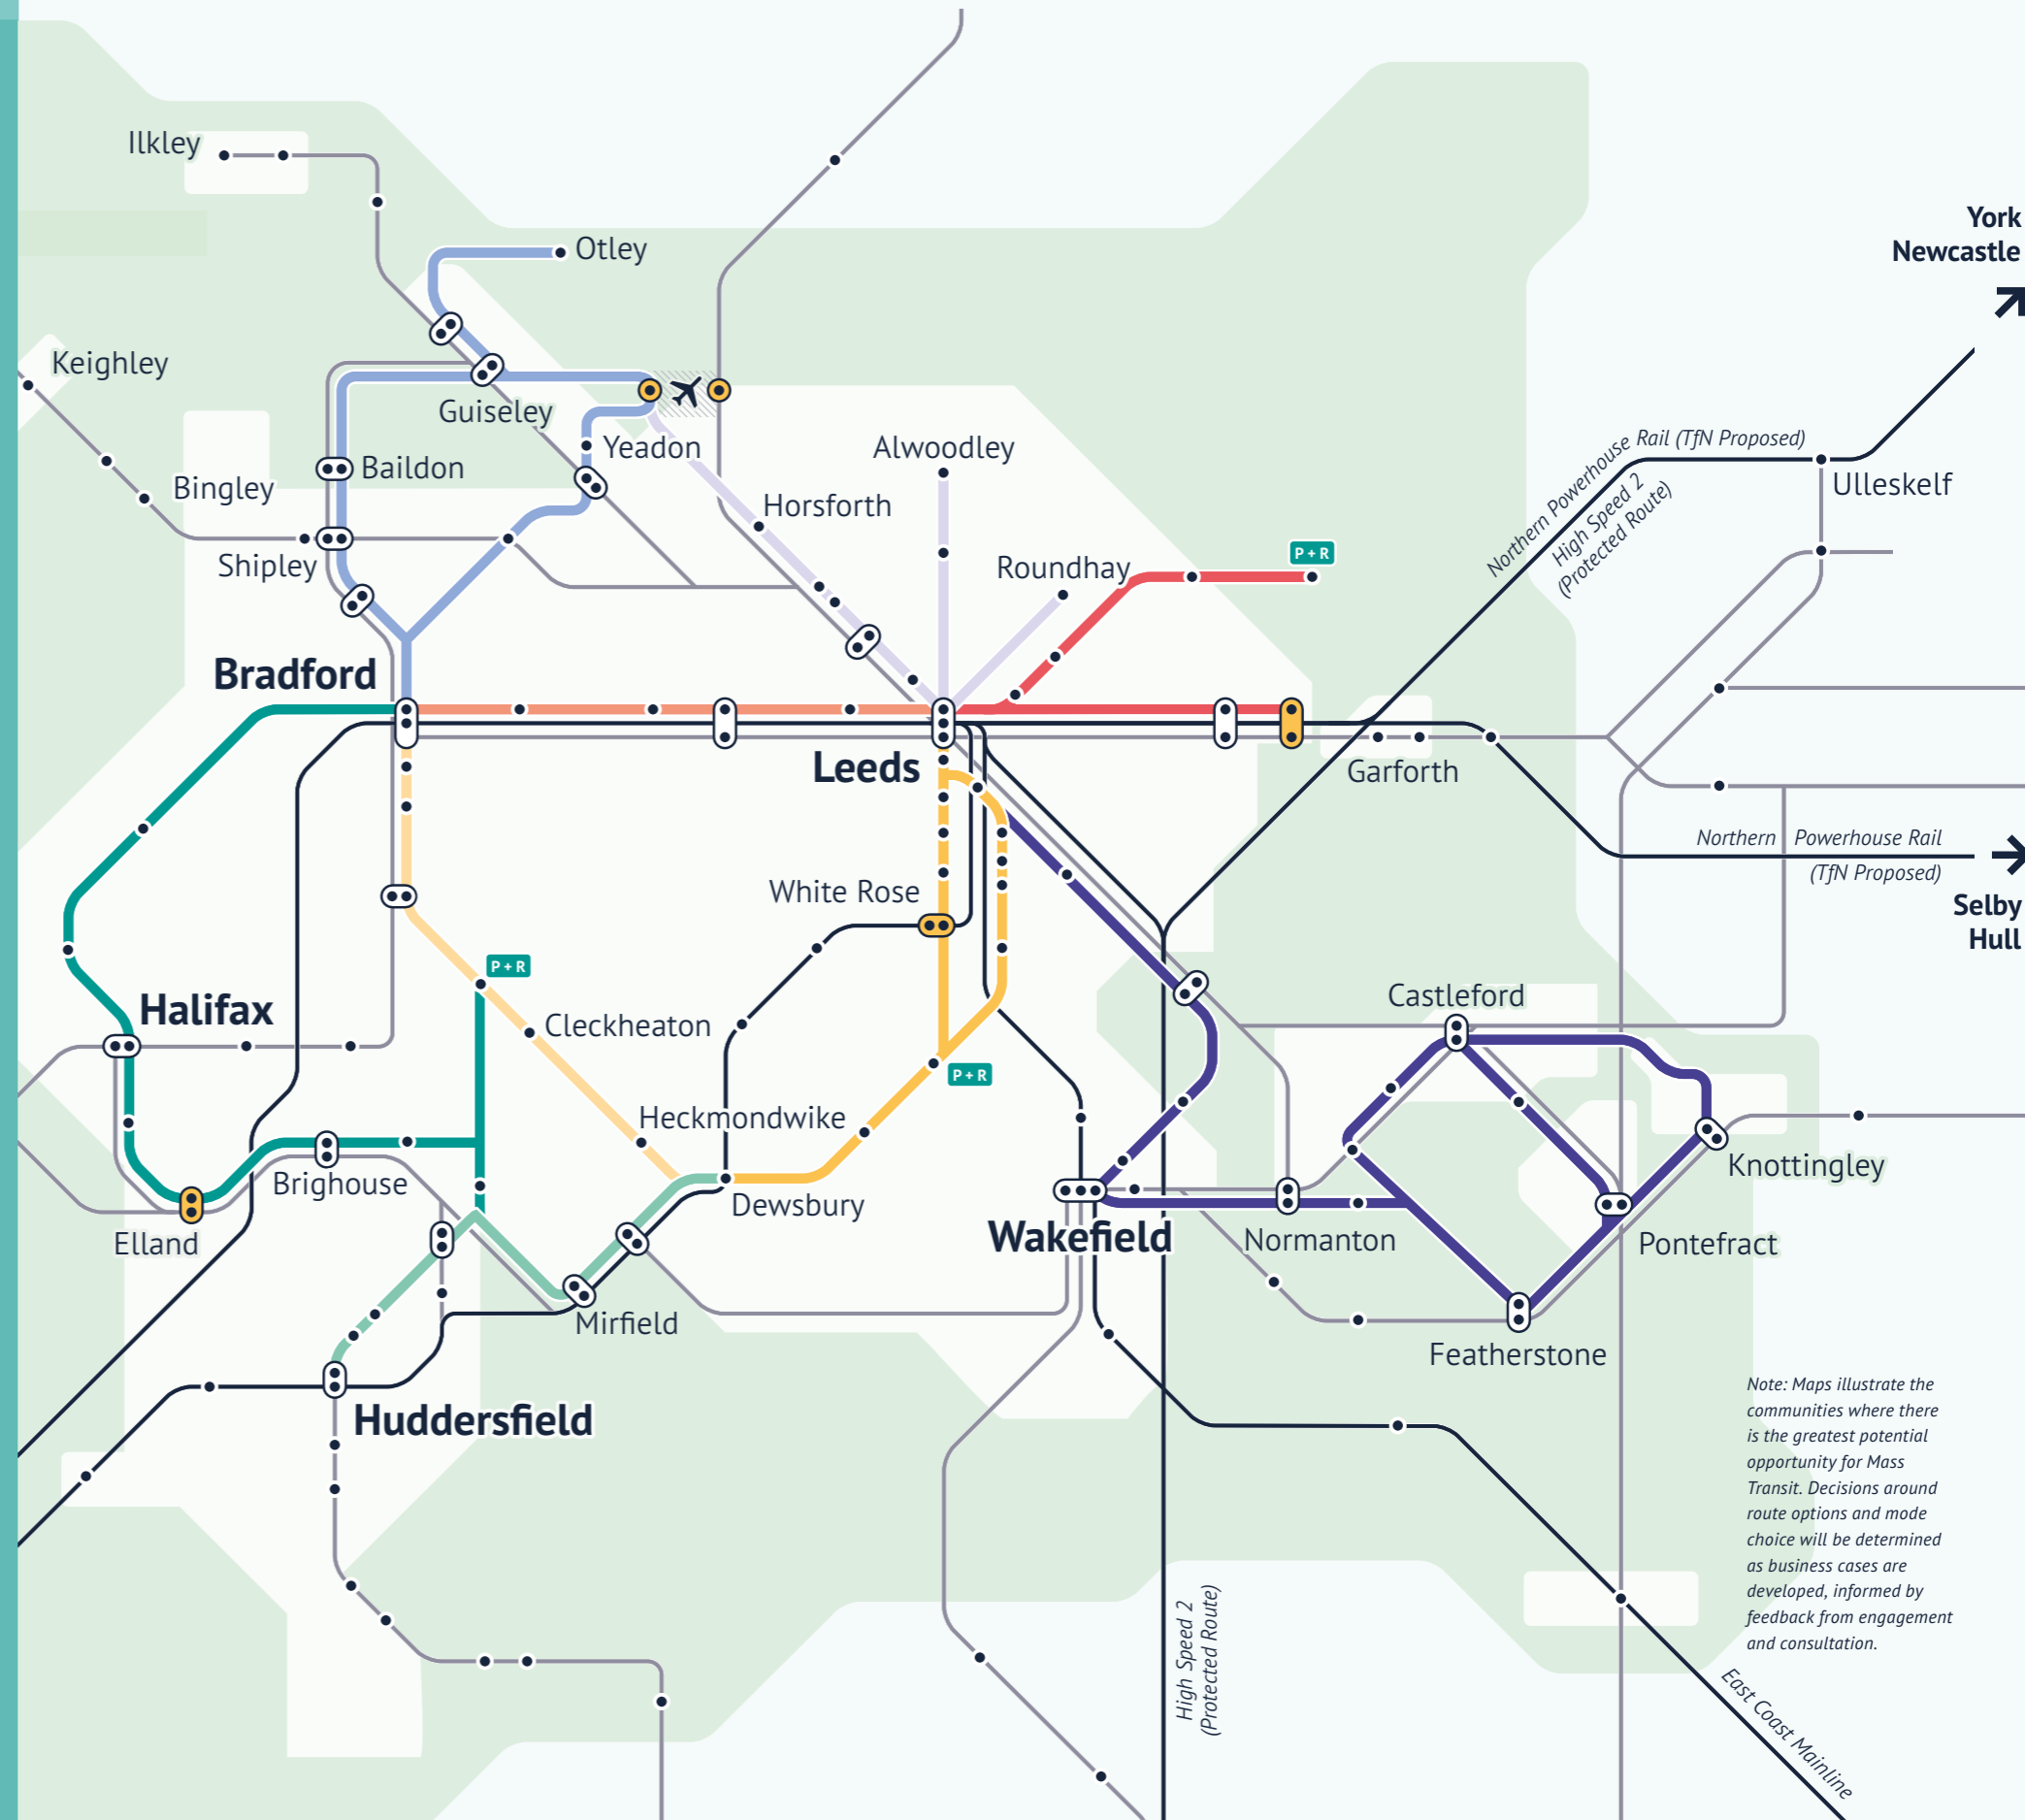 Ilkley
York
Newcastle
Otley
Keighley
Guiseley
Yeadon
Alwoodley
Northern Powerhouse Rail (TfN Proposed)
Baildon
Bingley
High Speed 2
(Protected Route)
Ulleskelf
Horsforth
Shipley
Roundhay
P + R
Bradford
Leeds
Garforth
Northern Powerhouse Rail
(TfN Proposed)
White Rose
Selby
Hull
P + R
Halifax
Castleford
Cleckheaton
P + R
Heckmondwike
Brighouse
Knottingley
Dewsbury
Elland
Wakefield
Normanton
Pontefract
Mirfield
Featherstone
Huddersfield
Note: Maps illustrate the
communities where there
is the greatest potential
opportunity for Mass
Transit. Decisions around
route options and mode
choice will be determined
as business cases are
developed, informed by
feedback from engagement
and consultation.
High Speed 2
(Protected Route)
East Coast Mainline